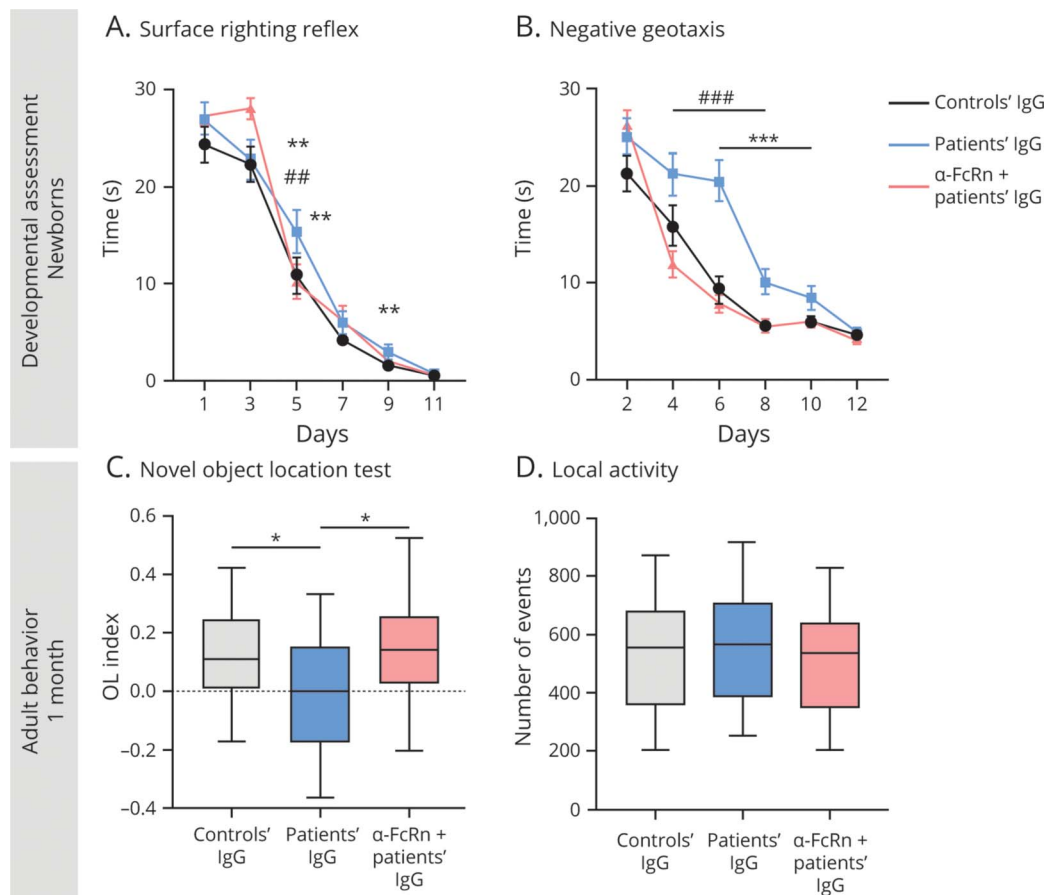 Developmental assessment
Newborns
A. Surface righting reflex
Time (s)
30
20
10
0
**
##
**
**
1 3 5 7 9 11
Days
B. Negative geotaxis
Time (s)
30
20
10
0
###
***
2 4 6 8 10 12
Days
Controls’ IgG
Patients’ IgG
α-FcRn +
patients’ IgG
Adult behavior
1 month
C. Novel object location test
OL index
0.6
0.4
0.2
0.0
–0.2
–0.4
*
*
Controls’
IgG
Patients’
IgG
α-FcRn +
patients’
IgG
D. Local activity
Number of events
1,000
800
600
400
200
0
Controls’
IgG
Patients’
IgG
α-FcRn +
patients’
IgG